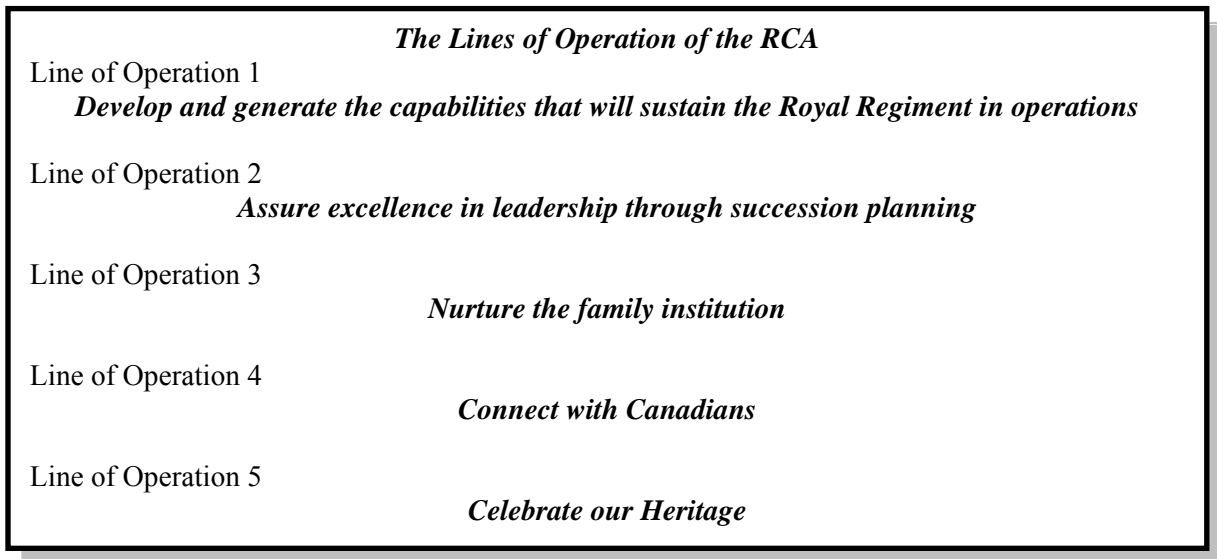 The Lines of Operation of the RCA
Line of Operation 1
Develop and generate the capabilities that will sustain the Royal Regiment in operations
Line of Operation 2
Assure excellence in leadership through succession planning
Line of Operation 3
Nurture the family institution
Line of Operation 4
Connect with Canadians
Line of Operation 5
Celebrate our Heritage